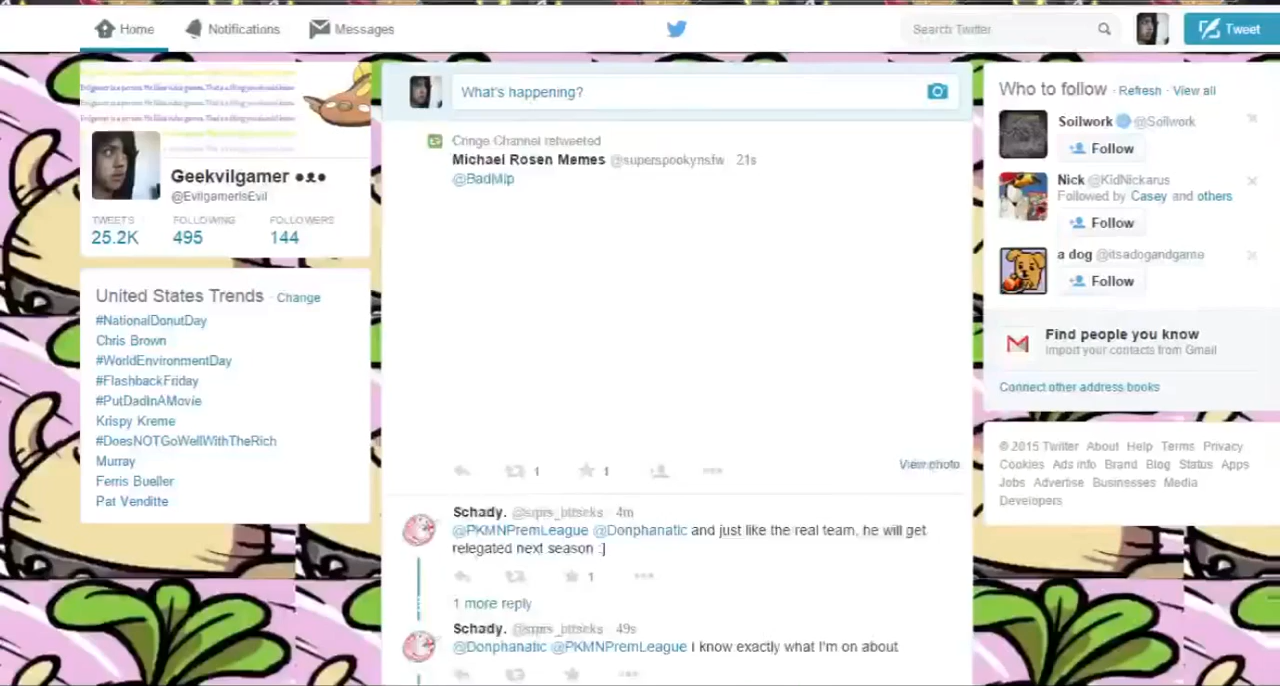 Home Notifications Messages Search Twitter Tweet
Geekvilgamer
@EvilgamerIsEvil
TWEETS FOLLOWING FOLLOWERS
25.2K 495 144
United States Trends · Change
#NationalDonutDay
Chris Brown
#WorldEnvironmentDay
#FlashbackFriday
#PutDadInAMovie
Krispy Kreme
#DoesNOTGoWellWithTheRich
Murray
Ferris Bueller
Pat Venditte
What's happening?
Cringe Channel retweeted
Michael Rosen Memes @superspookynsfw 21s
@BadMip
1 1 View photo
Schady. 4m
@PKMNPremLeague @Donphanatic and just like the real team, he will get
relegated next season :]
1
1 more reply
Schady. 49s
@Donphanatic @PKMNPremLeague I know exactly what I'm on about
Who to follow · Refresh · View all
Soilwork @Soilwork
Follow
Nick @KidNickarus
Followed by Casey and others
Follow
a dog @itsadogandgame
Follow
Find people you know
Import your contacts from Gmail
Connect other address books
© 2015 Twitter About Help Terms Privacy
Cookies Ads info Brand Blog Status Apps
Jobs Advertise Businesses Media
Developers